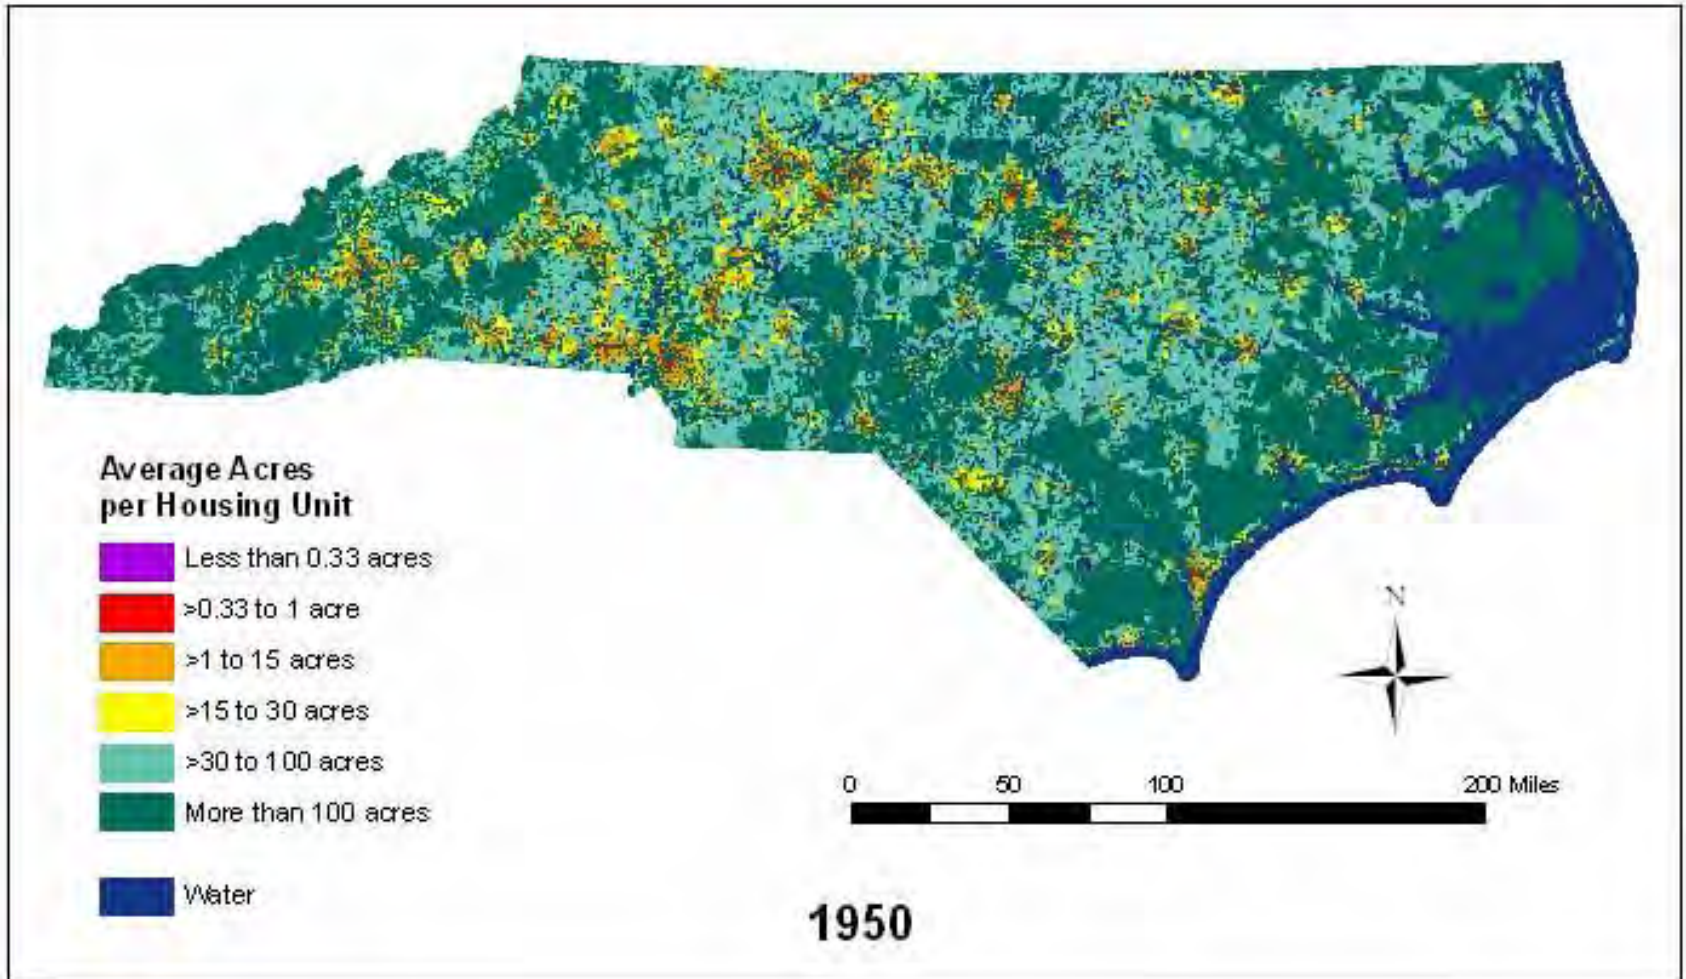 Average Acres
per Housing Unit
Less than 0.33 acres
>0.33 to 1 acre
>1 to 15 acres
>15 to 30 acres
>30 to 100 acres
More than 100 acres
Water
N
0 50 100 200 Miles
1950